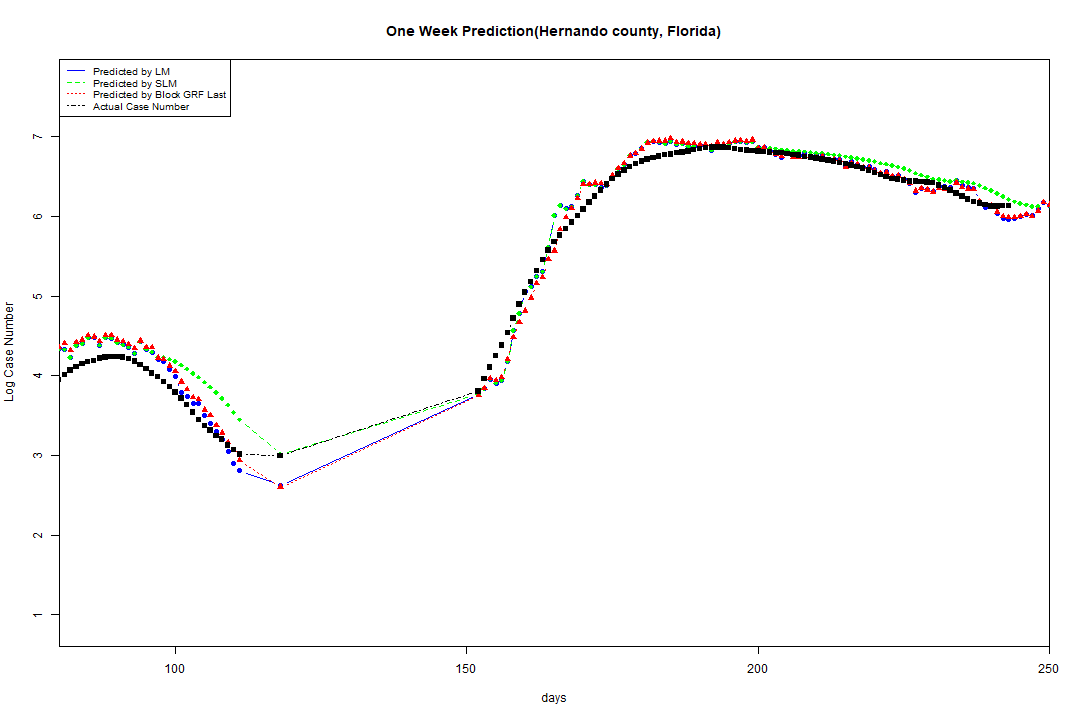 One Week Prediction(Hernando county, Florida)
Predicted by LM
Predicted by SLM
Predicted by Block GRF Last
Actual Case Number
7
6
5
4
3
2
1
Log Case Number
100 150 200 250
days